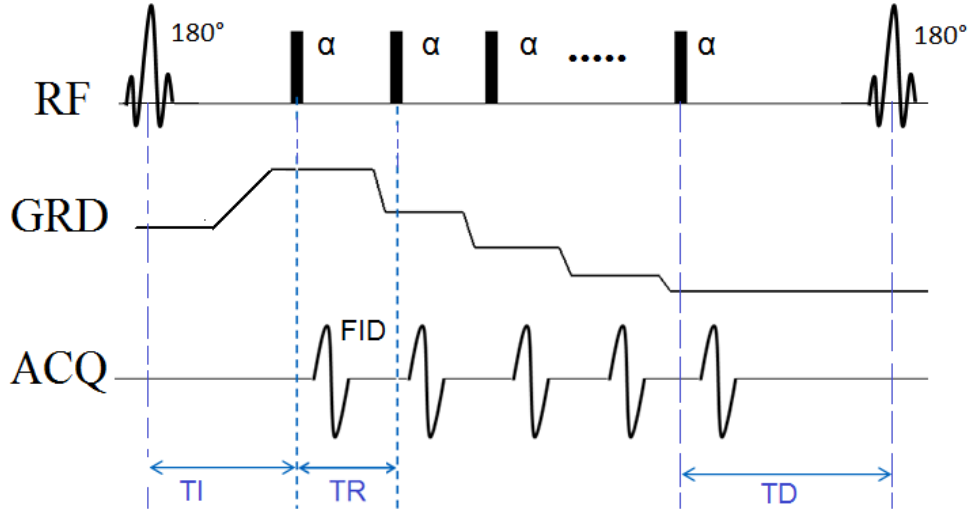 180° α α α ..... α 180°
RF
GRD
FID
ACQ
TI TR TD